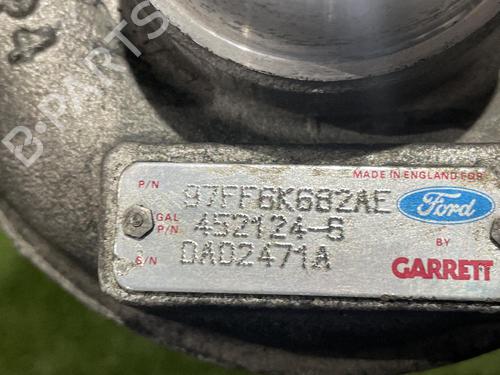 B-PARTS
MADE IN ENGLAND FOR
P/N 97FF6K682AE
Ford
GAL P/N 452124-6
BY
S/N DAD2471A
GARRETT